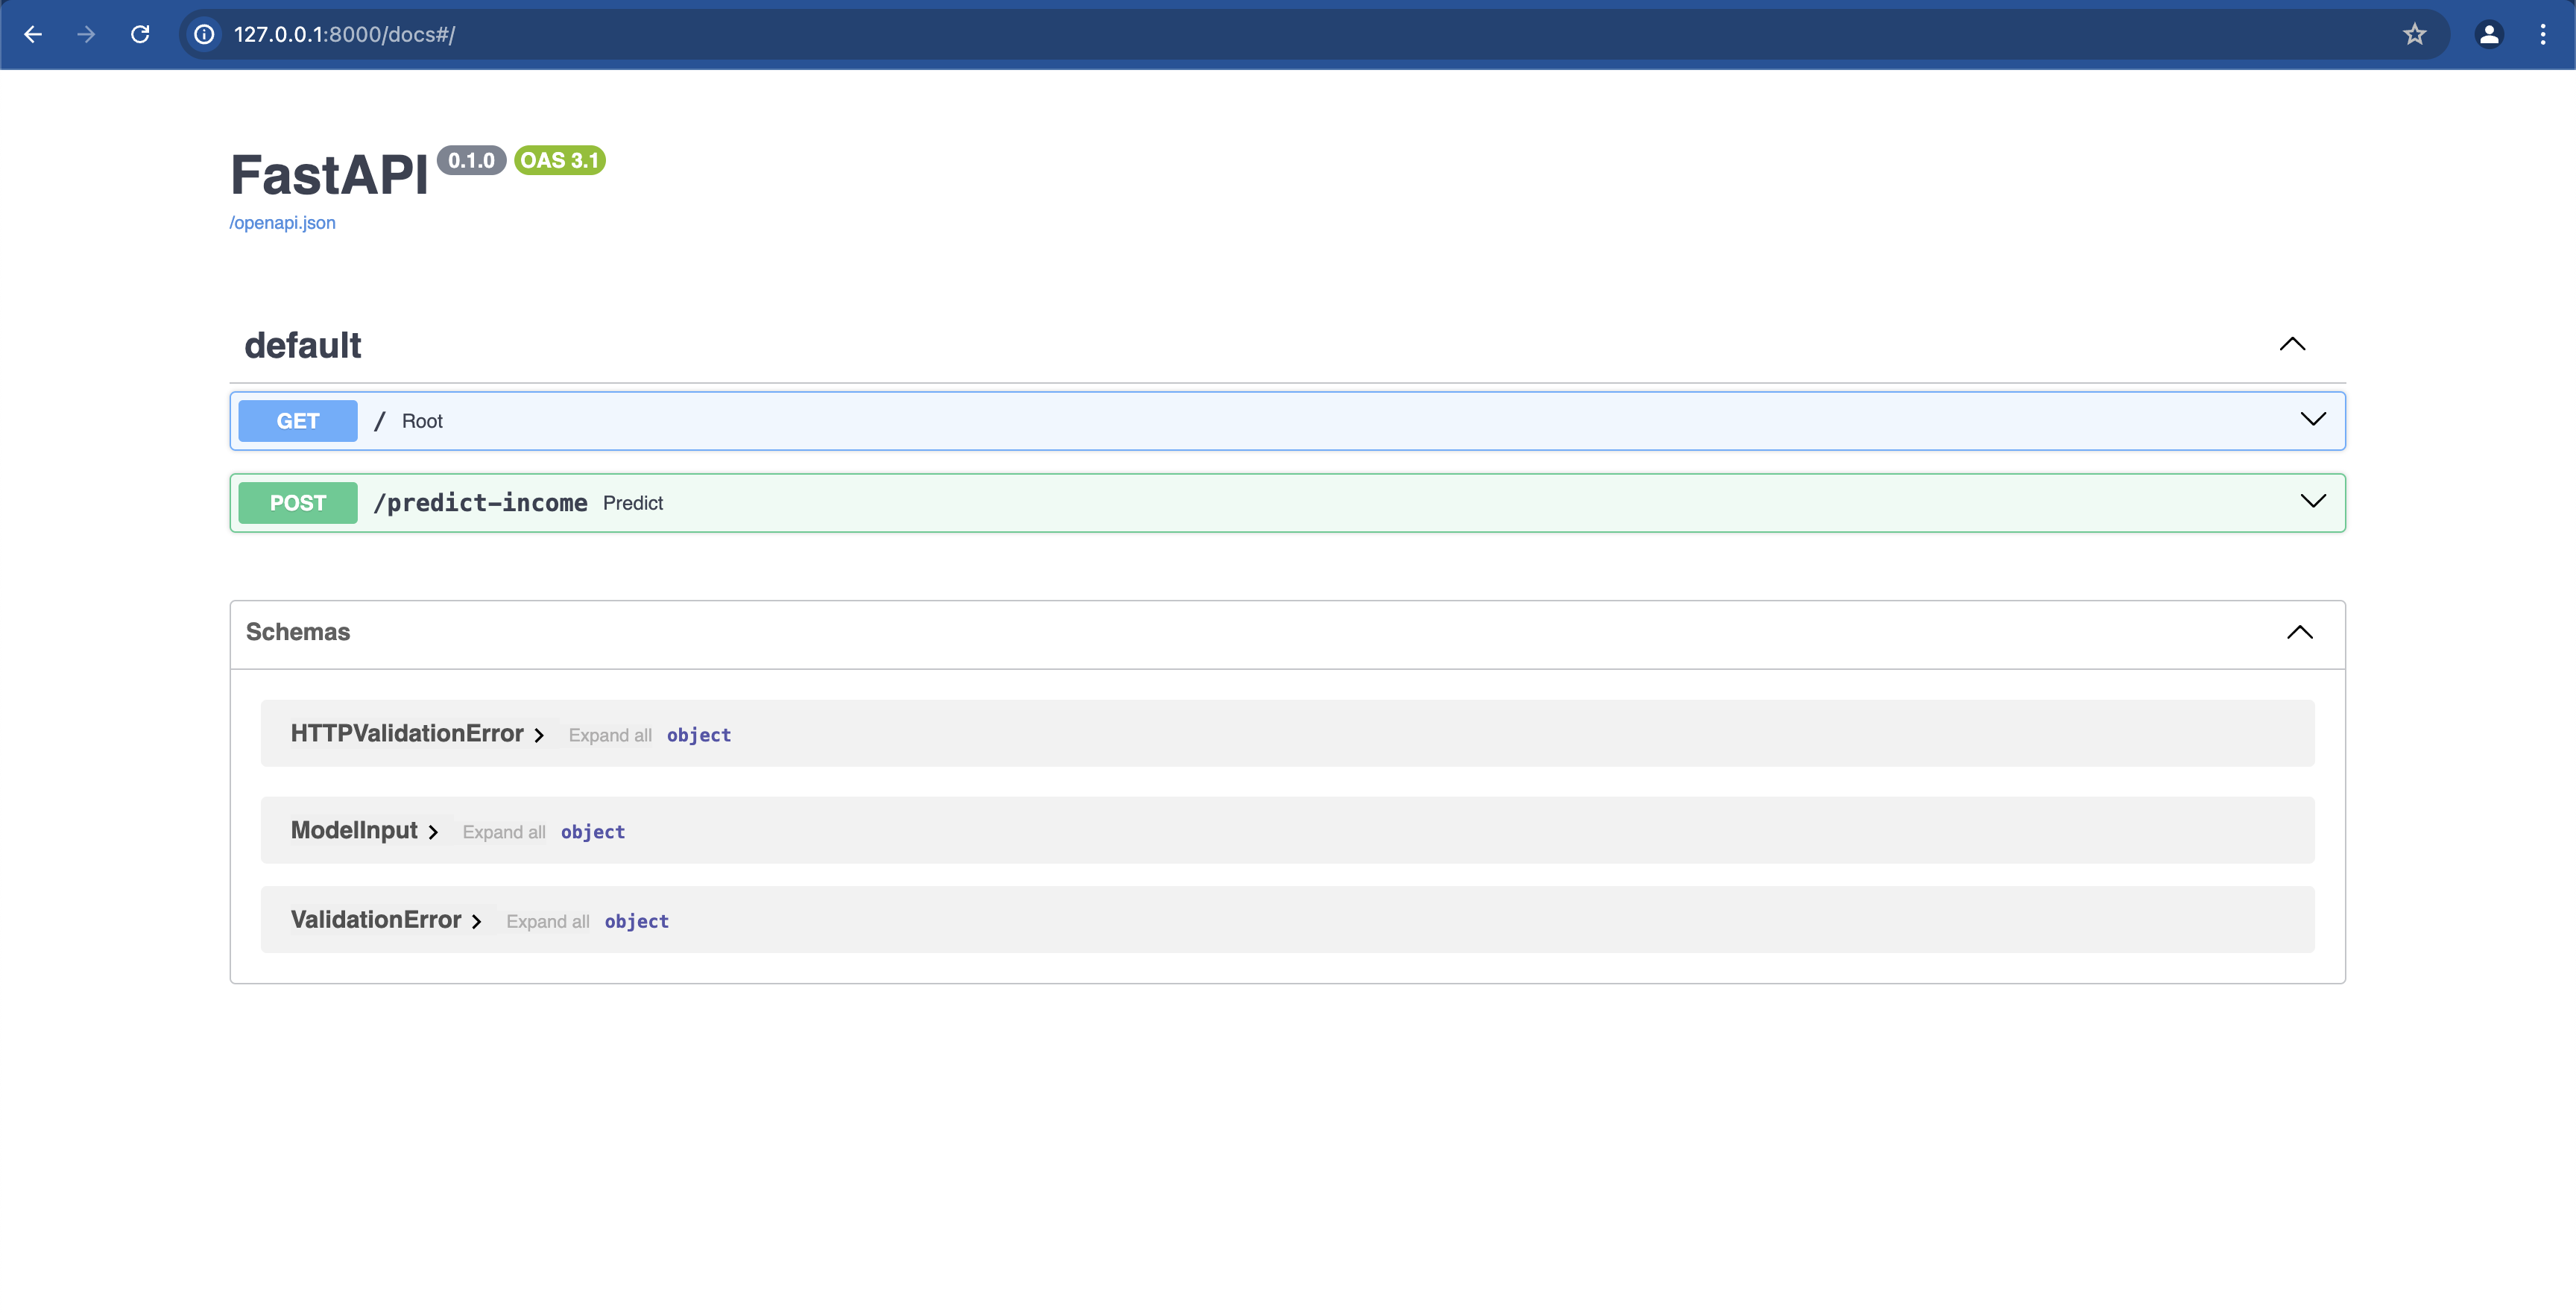 127.0.0.1:8000/docs#/
FastAPI 0.1.0 OAS 3.1
/openapi.json
default
GET / Root
POST /predict-income Predict
Schemas
HTTPValidationError Expand all object
ModelInput Expand all object
ValidationError Expand all object